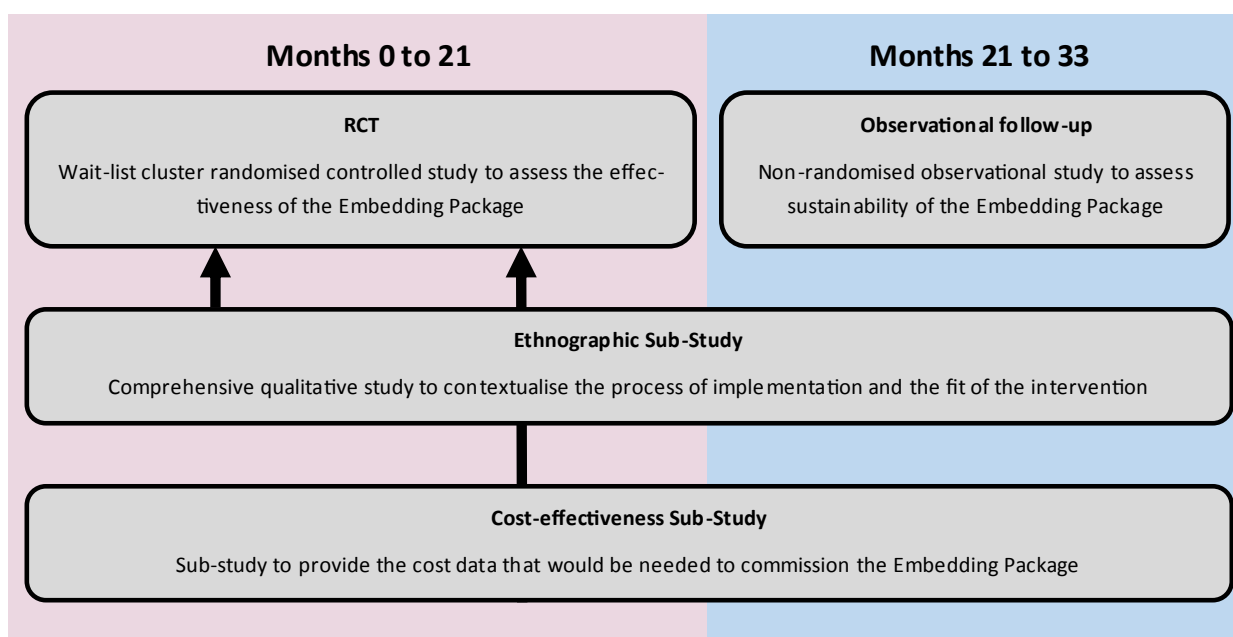 Months 0 to 21
Months 21 to 33
RCT
Wait-list cluster randomised controlled study to assess the effec-
tiveness of the Embedding Package
Observational follow-up
Non-randomised observational study to assess
sustainability of the Embedding Package
Ethnographic Sub-Study
Comprehensive qualitative study to contextualise the process of implementation and the fit of the intervention
Cost-effectiveness Sub-Study
Sub-study to provide the cost data that would be needed to commission the Embedding Package